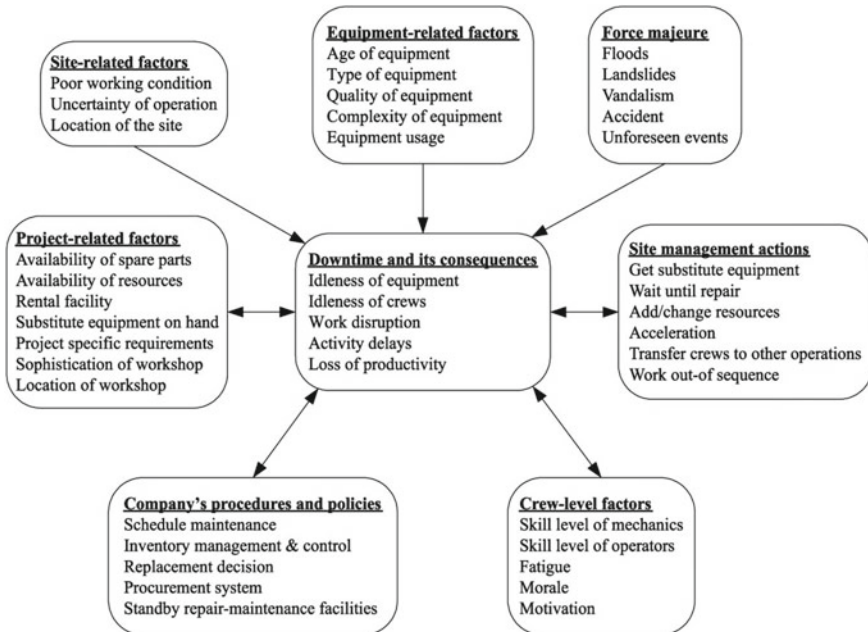 Site-related factors
Poor working condition
Uncertainty of operation
Location of the site
Equipment-related factors
Age of equipment
Type of equipment
Quality of equipment
Complexity of equipment
Equipment usage
Force majeure
Floods
Landslides
Vandalism
Accident
Unforeseen events
Project-related factors
Availability of spare parts
Availability of resources
Rental facility
Substitute equipment on hand
Project specific requirements
Sophistication of workshop
Location of workshop
Downtime and its consequences
Idleness of equipment
Idleness of crews
Work disruption
Activity delays
Loss of productivity
Site management actions
Get substitute equipment
Wait until repair
Add/change resources
Acceleration
Transfer crews to other operations
Work out-of sequence
Company's procedures and policies
Schedule maintenance
Inventory management & control
Replacement decision
Procurement system
Standby repair-maintenance facilities
Crew-level factors
Skill level of mechanics
Skill level of operators
Fatigue
Morale
Motivation